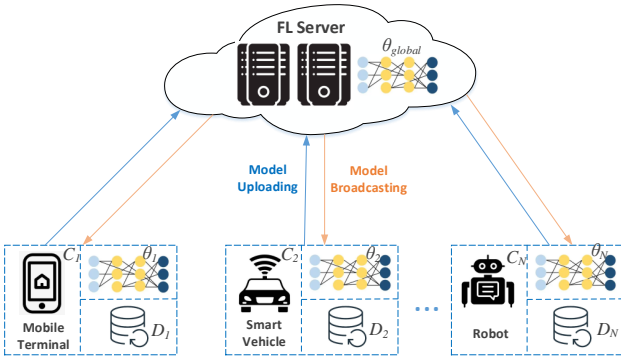 FL Server
θglobal
Model
Uploading
Model
Broadcasting
C1
θ1
Mobile
Terminal
D1
C2
θ2
Smart
Vehicle
D2
...
CN
θN
Robot
DN